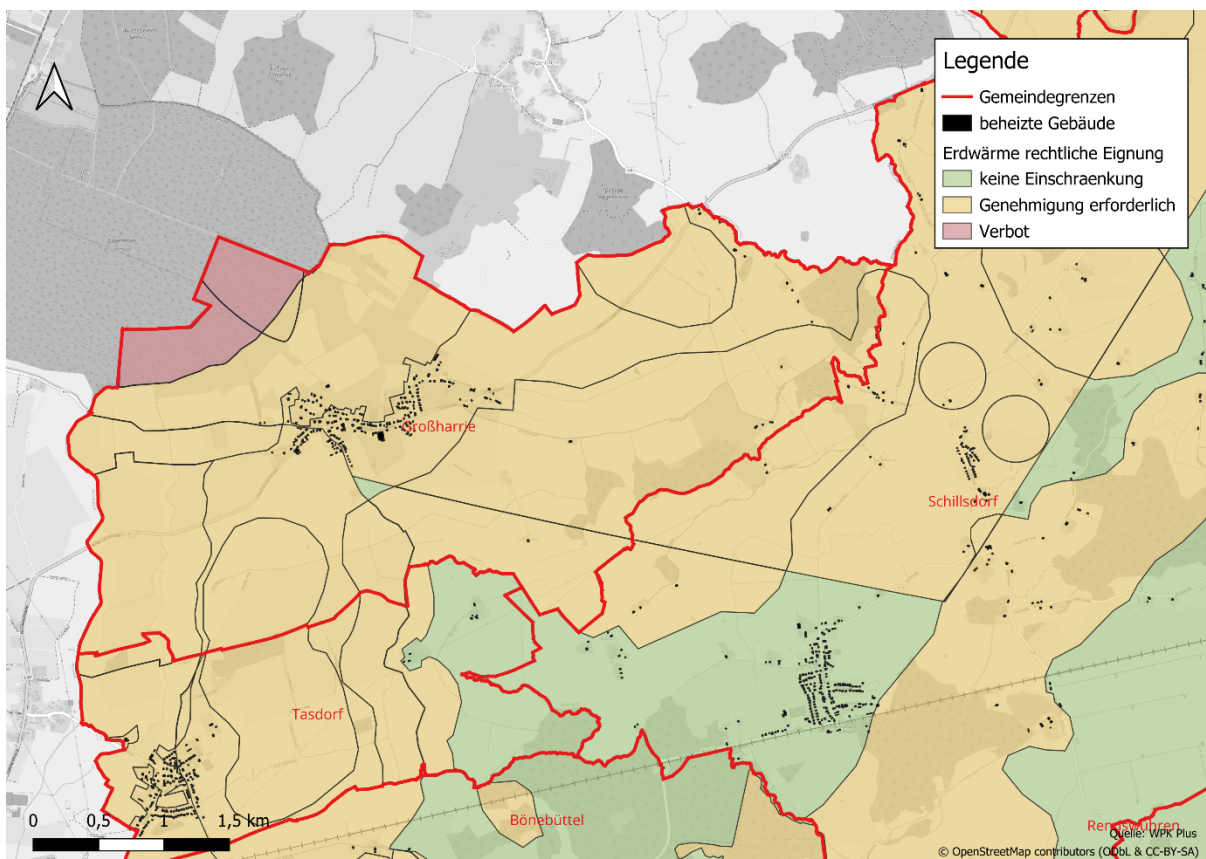 Legende
Gemeindegrenzen
beheizte Gebäude
Erdwärme rechtliche Eignung
keine Einschraenkung
Genehmigung erforderlich
Verbot
Großharrie
Schillsdorf
Tasdorf
Bönebüttel
Rendswühren
0 0,5 1 1,5 km
Quelle: WPK Plus
© OpenStreetMap contributors (ODbL & CC-BY-SA)